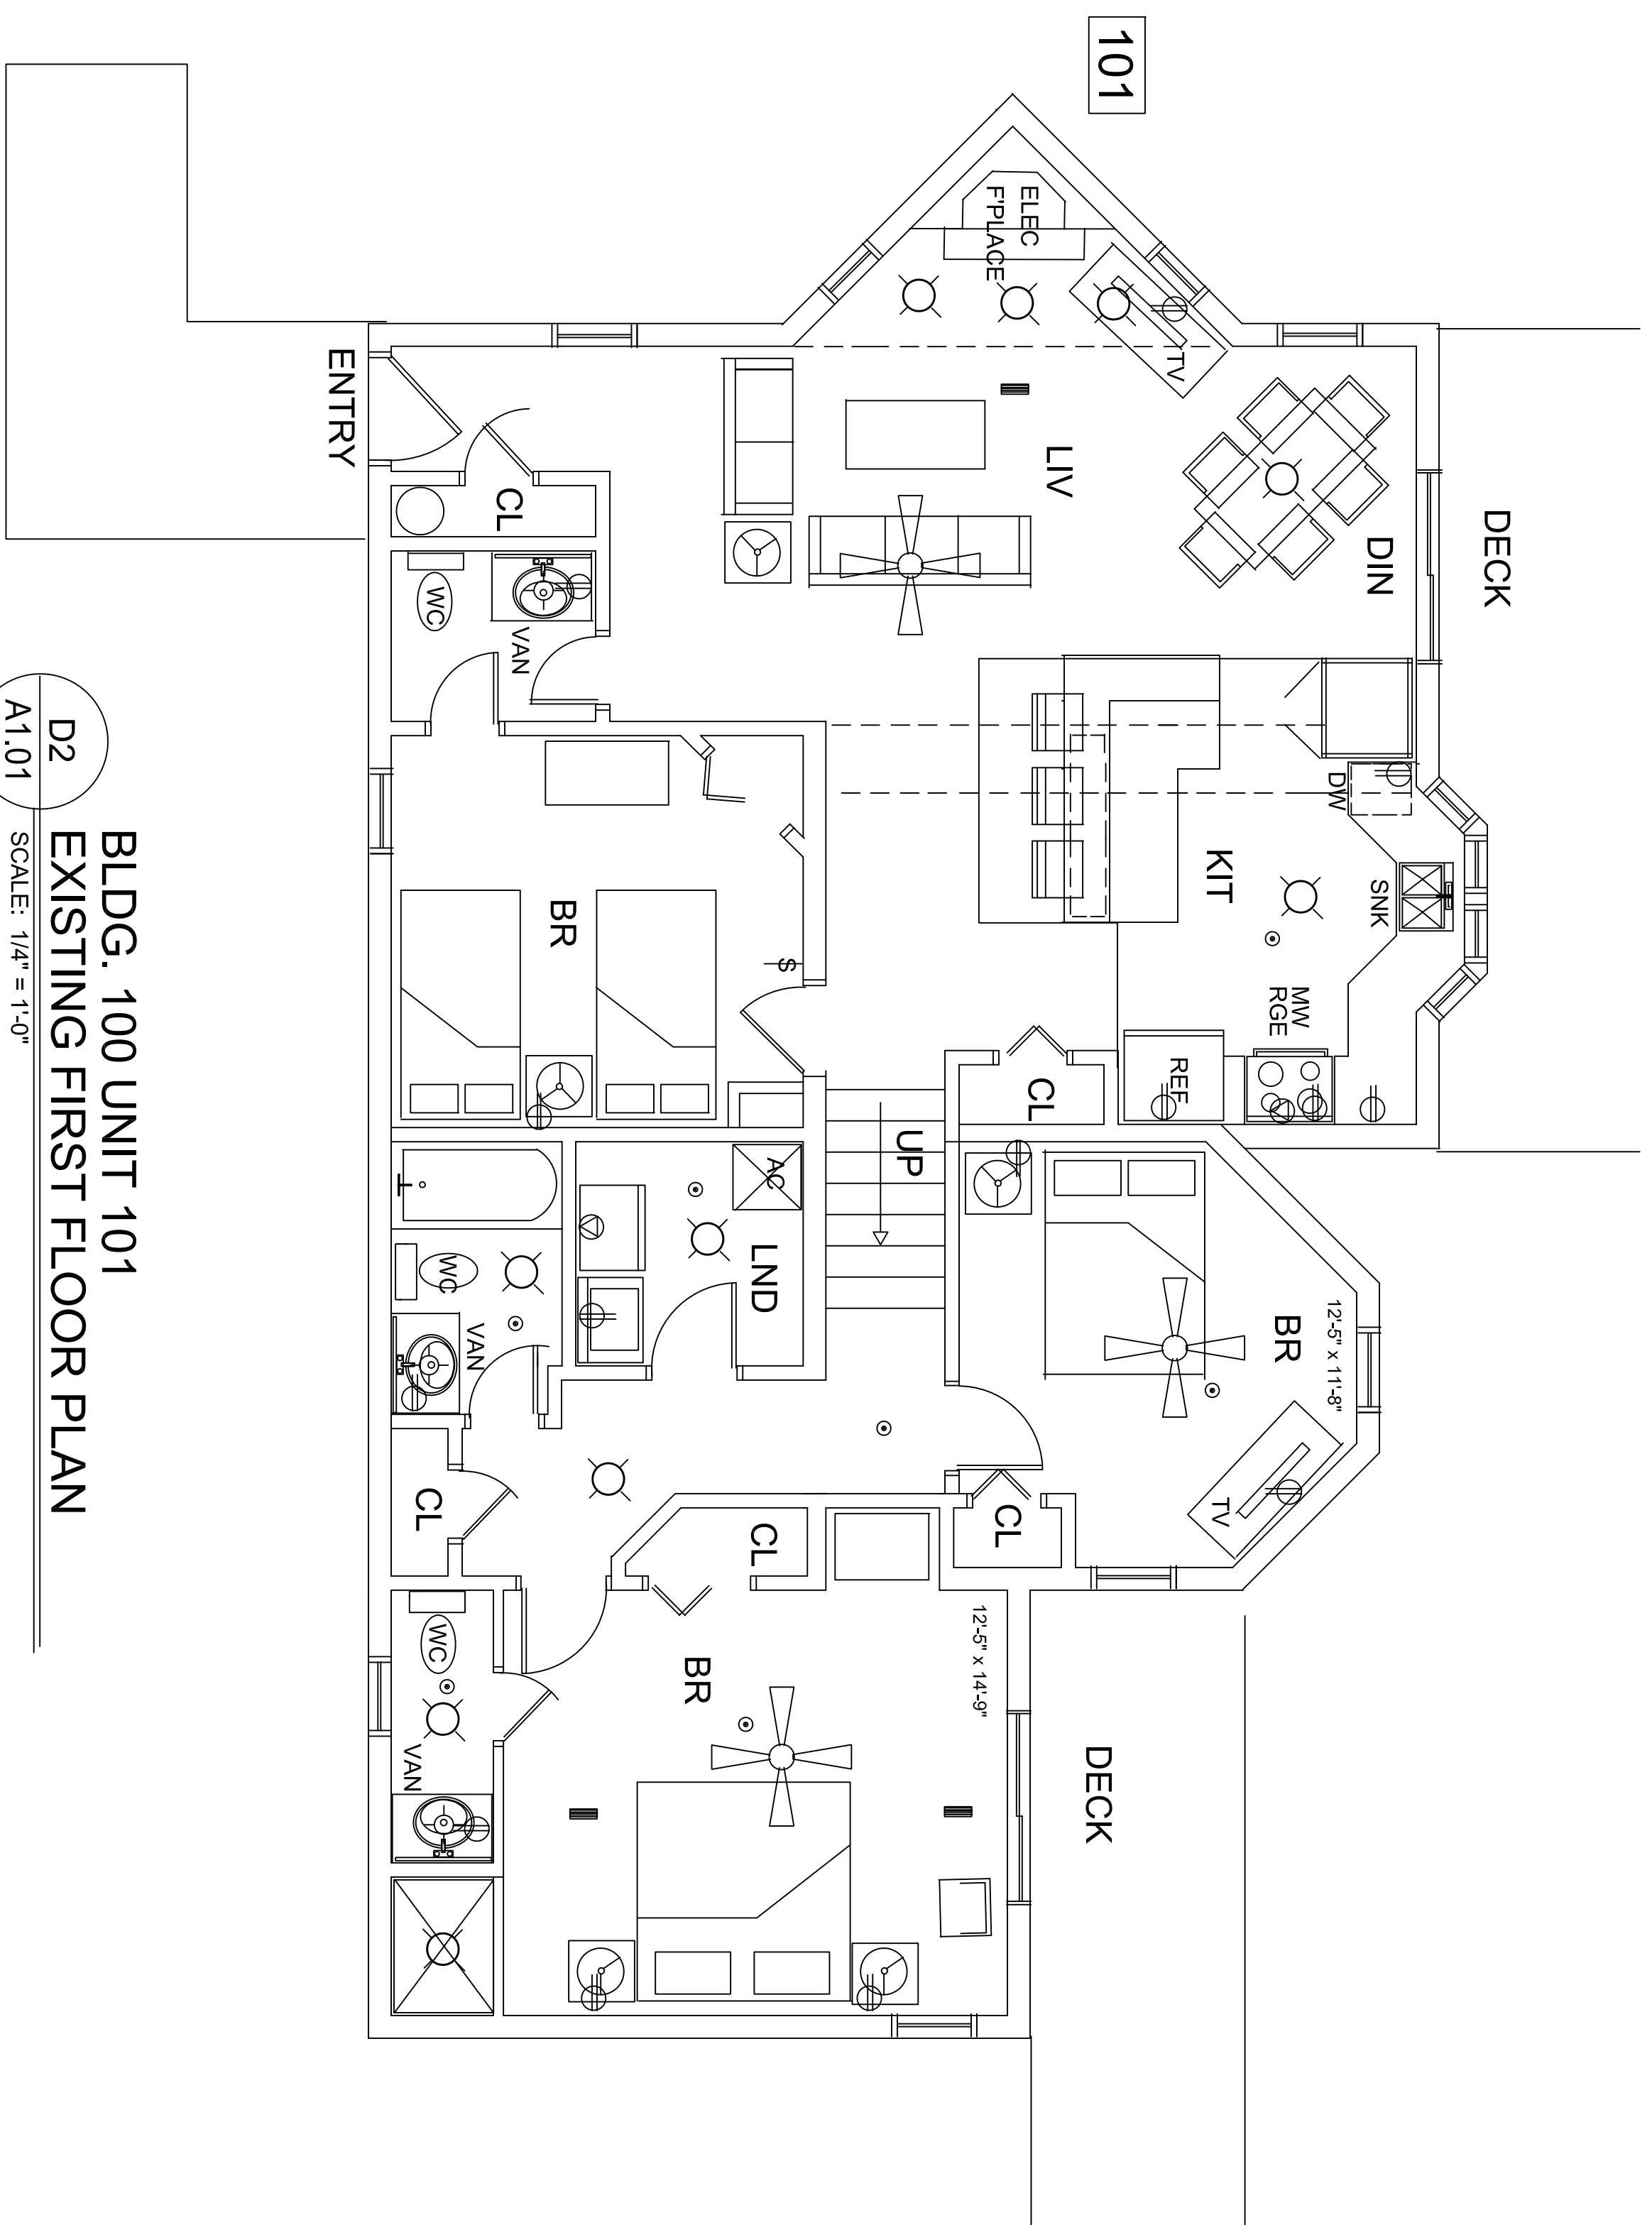 101
DECK
DIN
LIV
ELEC
F'PLACE
TV
ENTRY
CL
WC
VAN
DW
SNK
KIT
MW
RGE
REF
CL
BR
S
UP
AC
LND
WC
VAN
CL
12'-5" x 11'-8"
BR
TV
CL
CL
12'-5" x 14'-9"
BR
DECK
WC
VAN
BLDG. 100 UNIT 101
EXISTING FIRST FLOOR PLAN
SCALE: 1/4" = 1'-0"
D2
A1.01